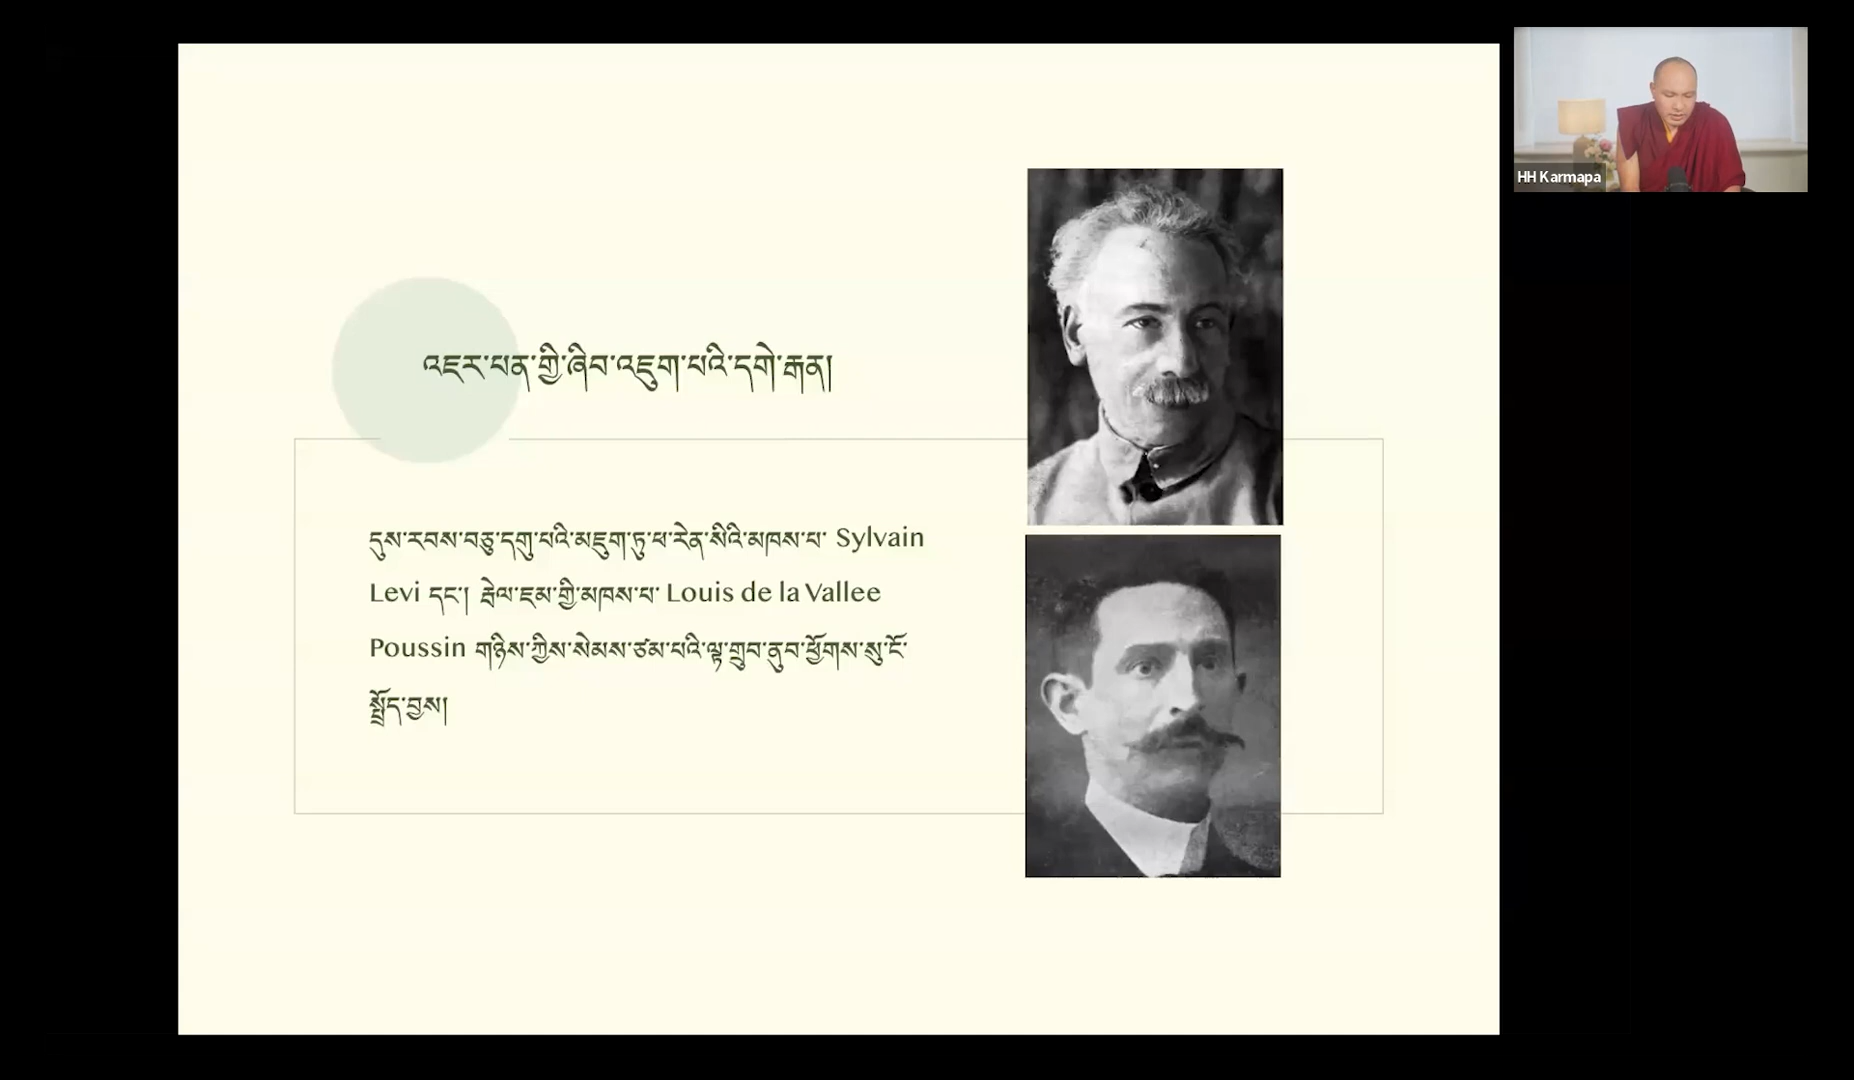 HH Karmapa
འཇར་པན་གྱི་ཞིབ་འཇུག་པའི་དགེ་རྒན།
དུས་རབས་བཅུ་དགུ་པའི་མཇུག་ཏུ་ཕ་རེན་སིའི་མཁས་པ་ Sylvain
Levi དང་། རྦེལ་ཇམ་གྱི་མཁས་པ་ Louis de la Vallee
Poussin གཉིས་ཀྱིས་སེམས་ཙམ་པའི་ལྟ་གྲུབ་ནུབ་ཕྱོགས་སུ་ངོ་
སྤྲོད་བྱས།